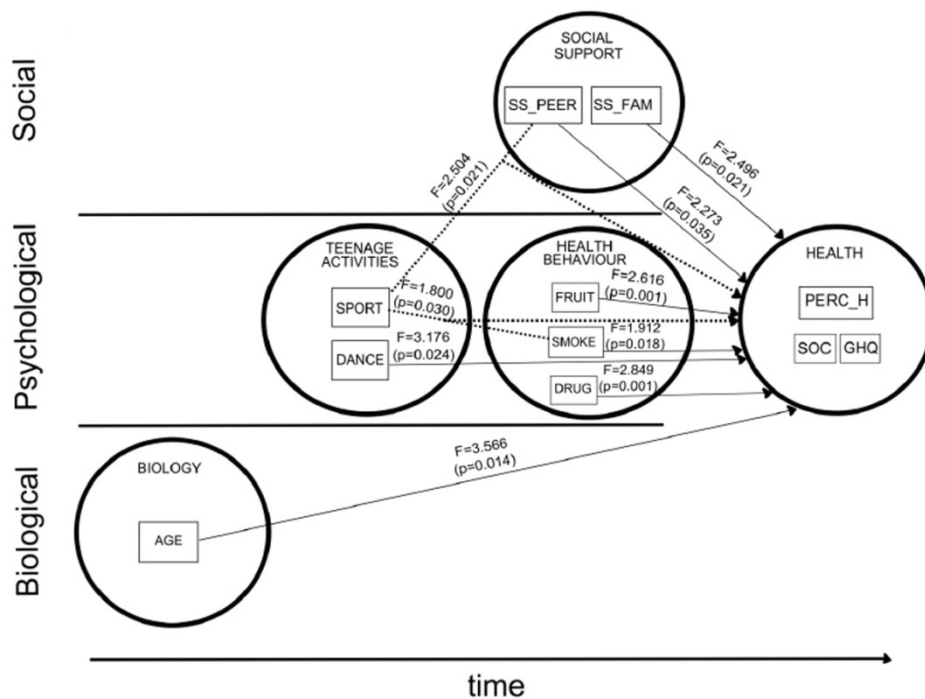 Social
SOCIAL
SUPPORT
SS_PEER
SS_FAM
F=2.504
(p=0.021)
F=2.496
(p=0.021)
F=2.273
(p=0.035)
Psychological
TEENAGE
ACTIVITIES
SPORT
F=1.800
(p=0.030)
DANCE
F=3.176
(p=0.024)
HEALTH
BEHAVIOUR
FRUIT
F=2.616
(p=0.001)
SMOKE
F=1.912
(p=0.018)
DRUG
F=2.849
(p=0.001)
HEALTH
PERC_H
SOC
GHQ
Biological
BIOLOGY
AGE
F=3.566
(p=0.014)
time